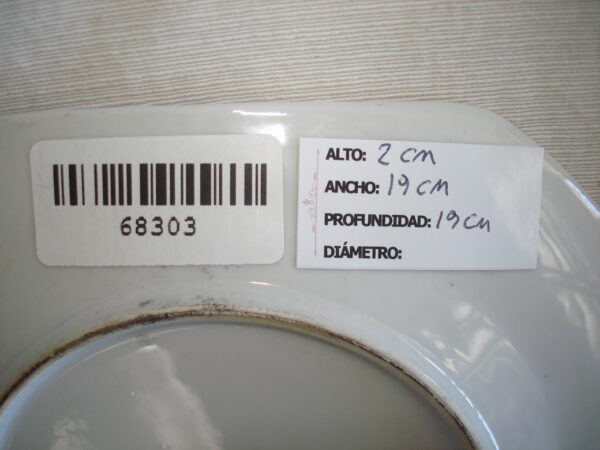 68303
ALTO: 2 CM
ANCHO: 19 CM
PROFUNDIDAD: 19 CM
DIÁMETRO: